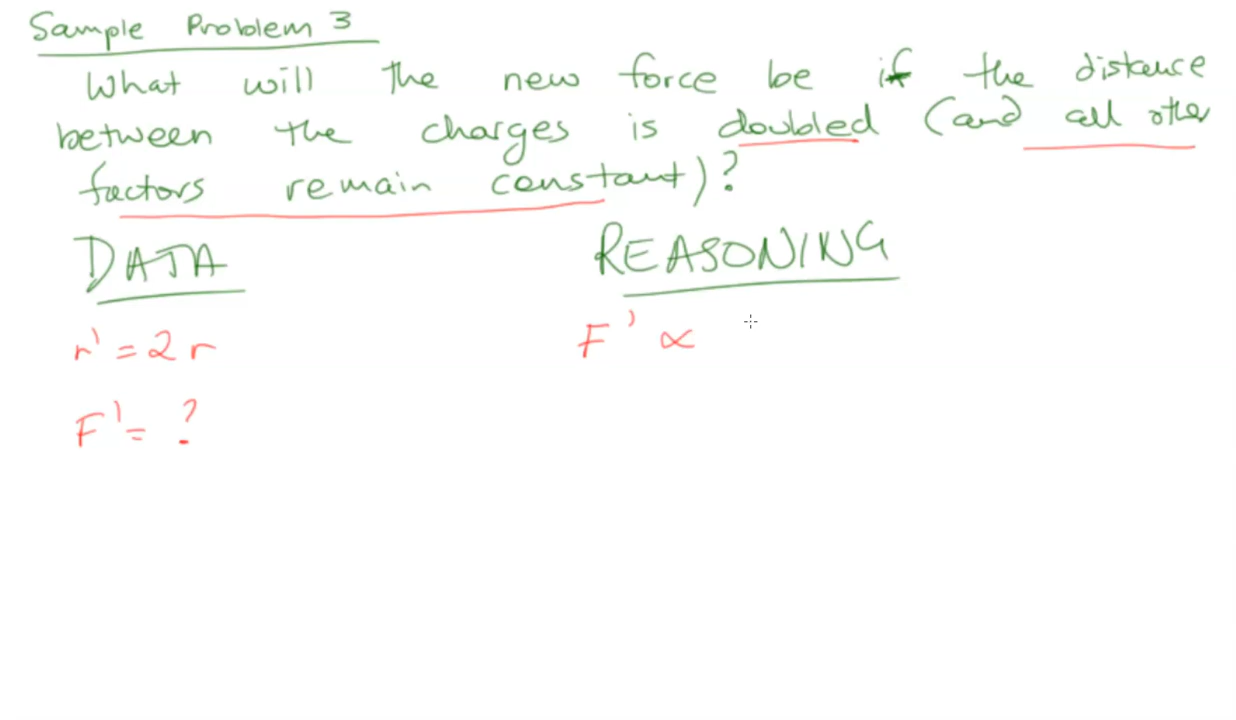 Sample Problem 3
What will the new force be if the distance
between the charges is doubled (and all other
factors remain constant)?
DATA
REASONING
r' = 2r
F' ∝
F' = ?